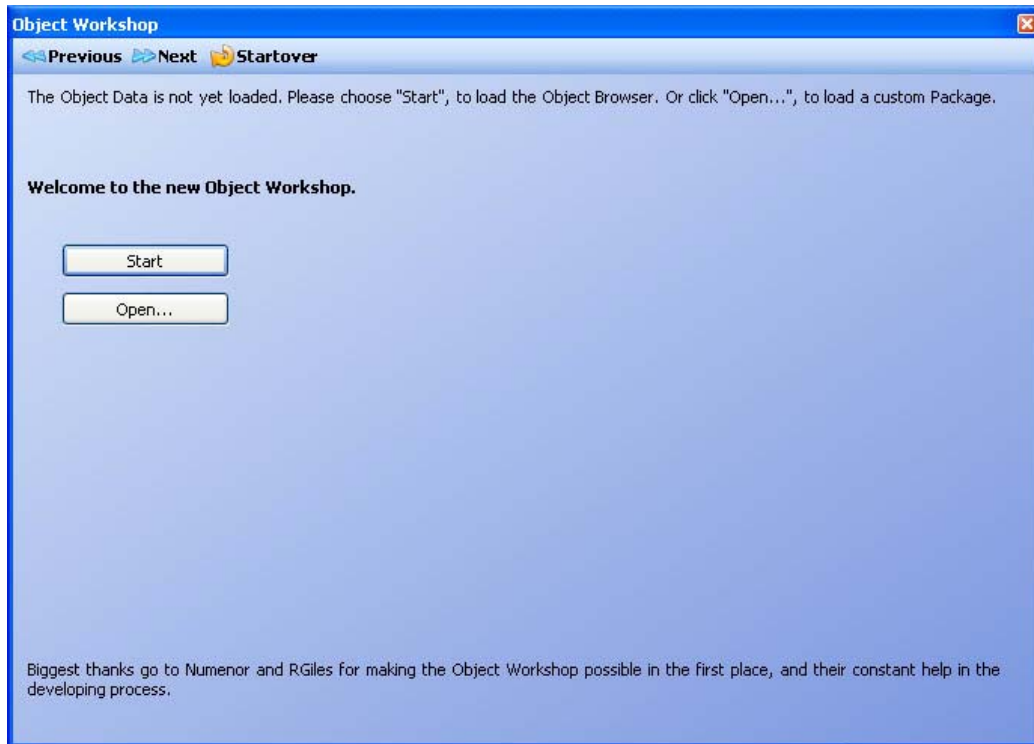 Object Workshop
Previous Next Startover
The Object Data is not yet loaded. Please choose "Start", to load the Object Browser. Or click "Open...", to load a custom Package.
Welcome to the new Object Workshop.
Start
Open...
Biggest thanks go to Numenor and RGiles for making the Object Workshop possible in the first place, and their constant help in the
developing process.